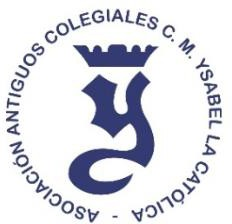 ASOCIACIÓN ANTIGUOS COLEGIALES C. M. YSABEL LA CATÓLICA -
Y